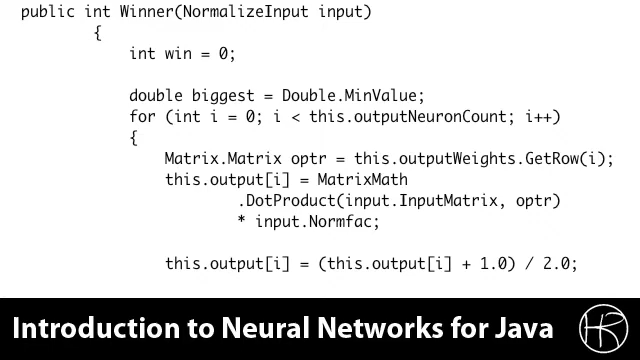 public int Winner(NormalizeInput input)
{
int win = 0;
double biggest = Double.MinValue;
for (int i = 0; i < this.outputNeuronCount; i++)
{
Matrix.Matrix optr = this.outputWeights.GetRow(i);
this.output[i] = MatrixMath
.DotProduct(input.InputMatrix, optr)
* input.Normfac;
this.output[i] = (this.output[i] + 1.0) / 2.0;
Introduction to Neural Networks for Java